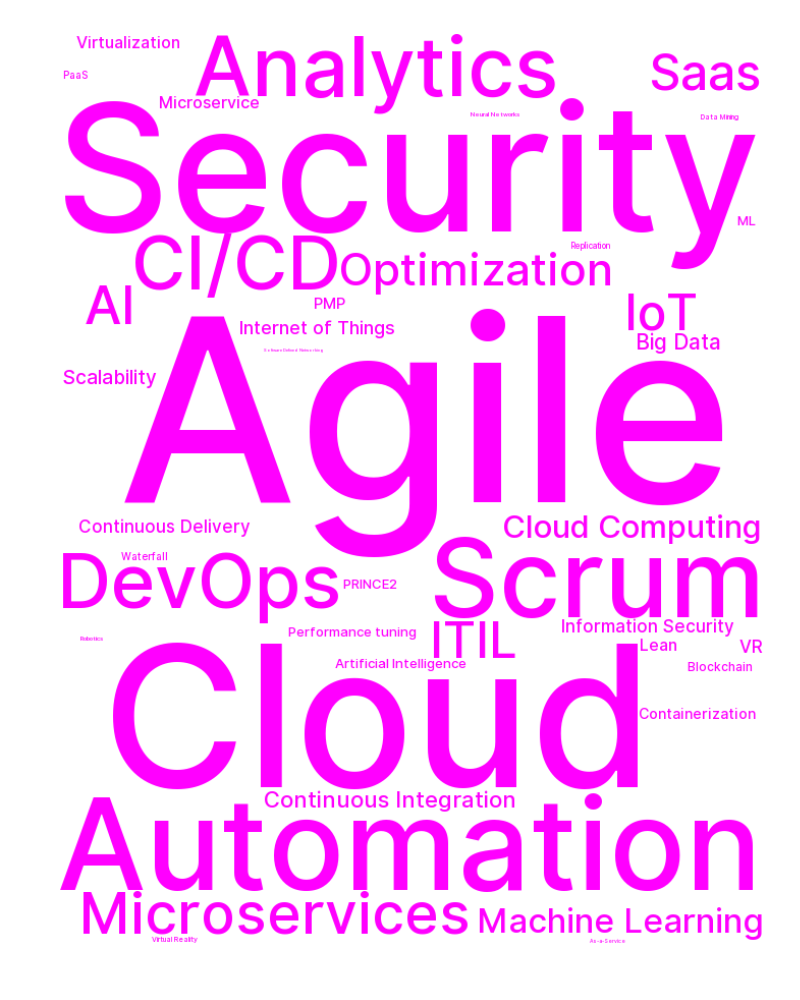 Virtualization
Analytics
Saas
PaaS
Microservice
Neural Networks
Data Mining
Security
ML
CI/CD
Replication
Optimization
AI
PMP
IoT
Internet of Things
Big Data
Software Defined Networking
Agile
Scalability
Continuous Delivery
Cloud Computing
Waterfall
DevOps
Scrum
PRINCE2
Information Security
Performance tuning
ITIL
Robotics
Lean
VR
Artificial Intelligence
Blockchain
Cloud
Containerization
Continuous Integration
Automation
Microservices
Machine Learning
Virtual Reality
As-a-Service